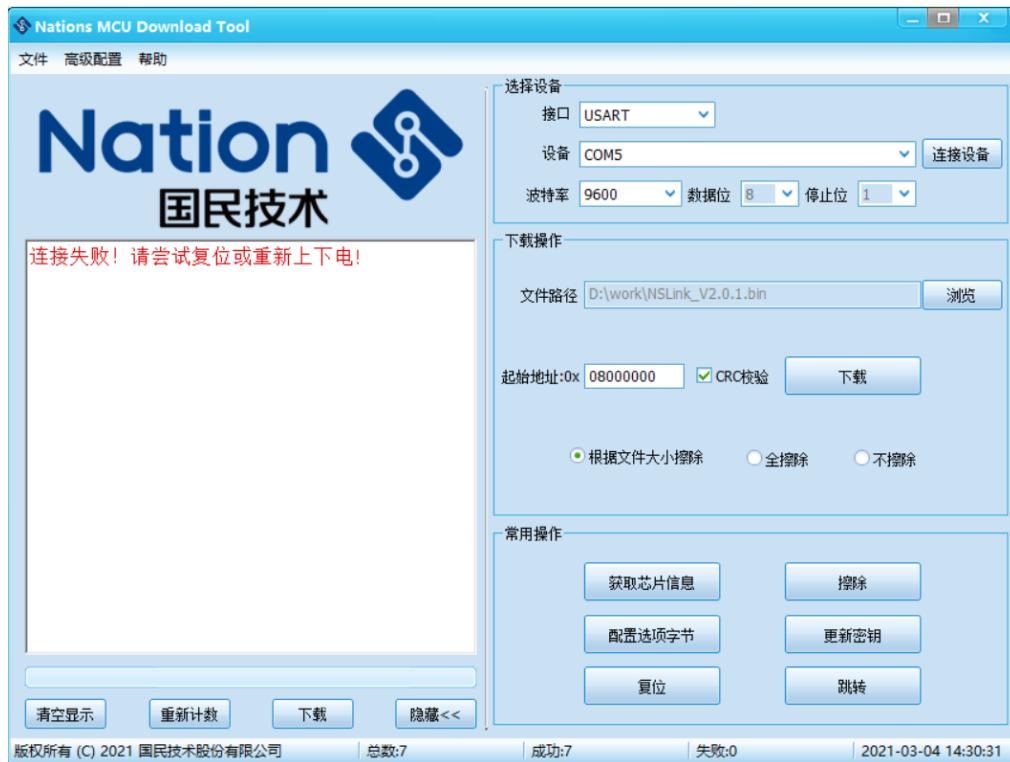 Nations MCU Download Tool
文件 高级配置 帮助
Nation
国民技术
连接失败！请尝试复位或重新上下电!
清空显示 重新计数 下载 隐藏<<
选择设备
接口 USART
设备 COM5 连接设备
波特率 9600 数据位 8 停止位 1
下载操作
文件路径 D:\work\NSLink_V2.0.1.bin 浏览
起始地址:0x 08000000 CRC校验 下载
根据文件大小擦除 全擦除 不擦除
常用操作
获取芯片信息 擦除
配置选项字节 更新密钥
复位 跳转
版权所有 (C) 2021 国民技术股份有限公司 总数:7 成功:7 失败:0 2021-03-04 14:30:31